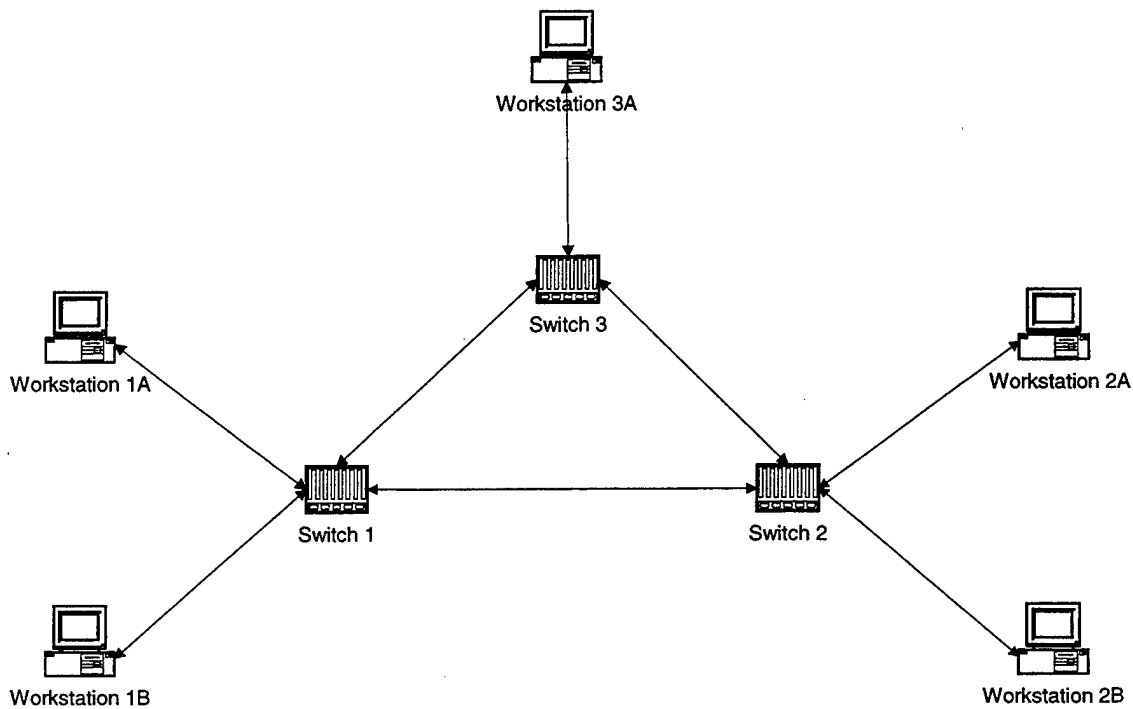 Workstation 3A
Switch 3
Workstation 1A
Workstation 2A
Switch 1
Switch 2
Workstation 1B
Workstation 2B